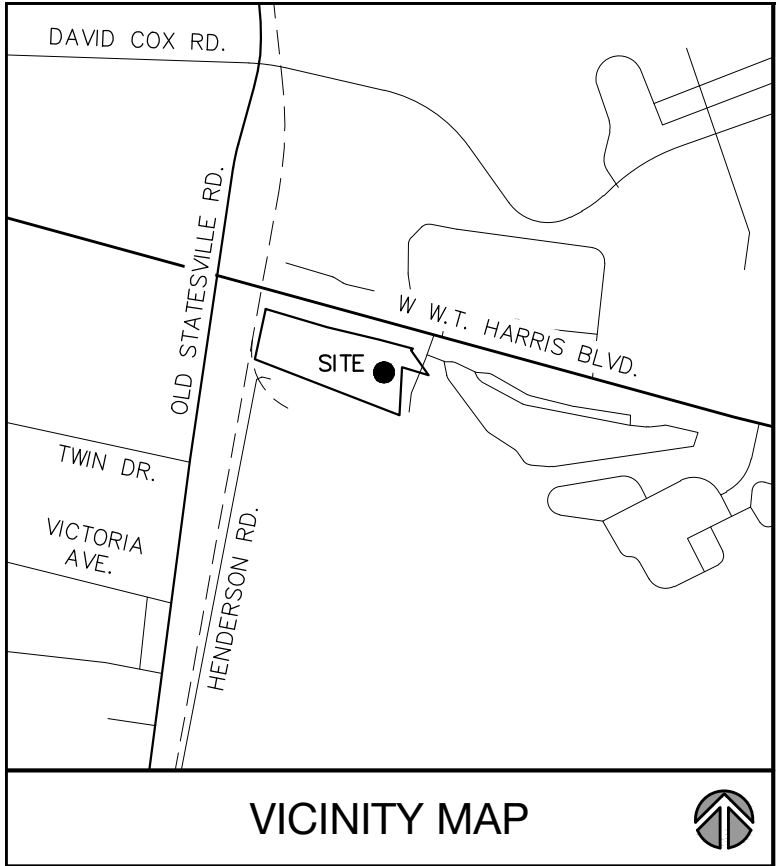 DAVID COX RD.
OLD STATESVILLE RD.
W W.T. HARRIS BLVD.
SITE
TWIN DR.
VICTORIA
AVE.
HENDERSON RD.
VICINITY MAP